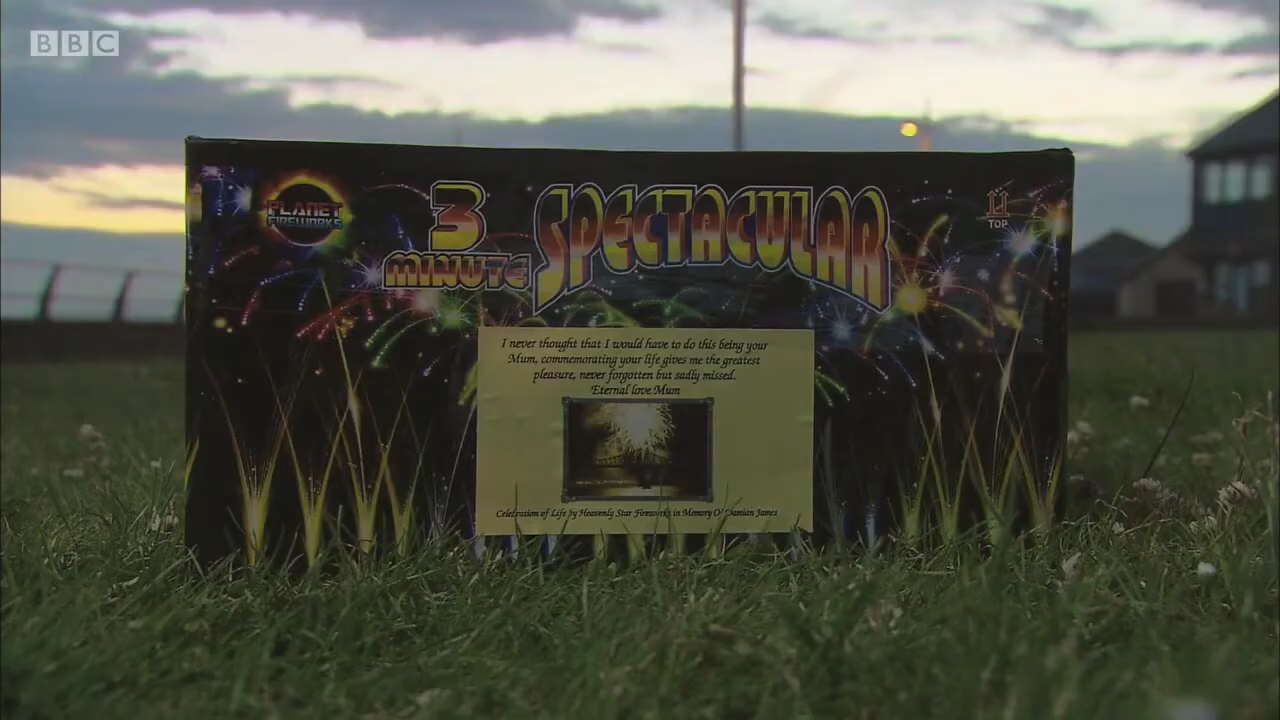 BBC
PLANET
FIREWORKS
3
MINUTE
SPECTACULAR
TOP
I never thought that I would have to do this being your
Mum, commemorating your life gives me the greatest
pleasure, never forgotten but sadly missed.
Eternal love Mum
Celebration of Life by Heavenly Star Fireworks in Memory Of Damian James